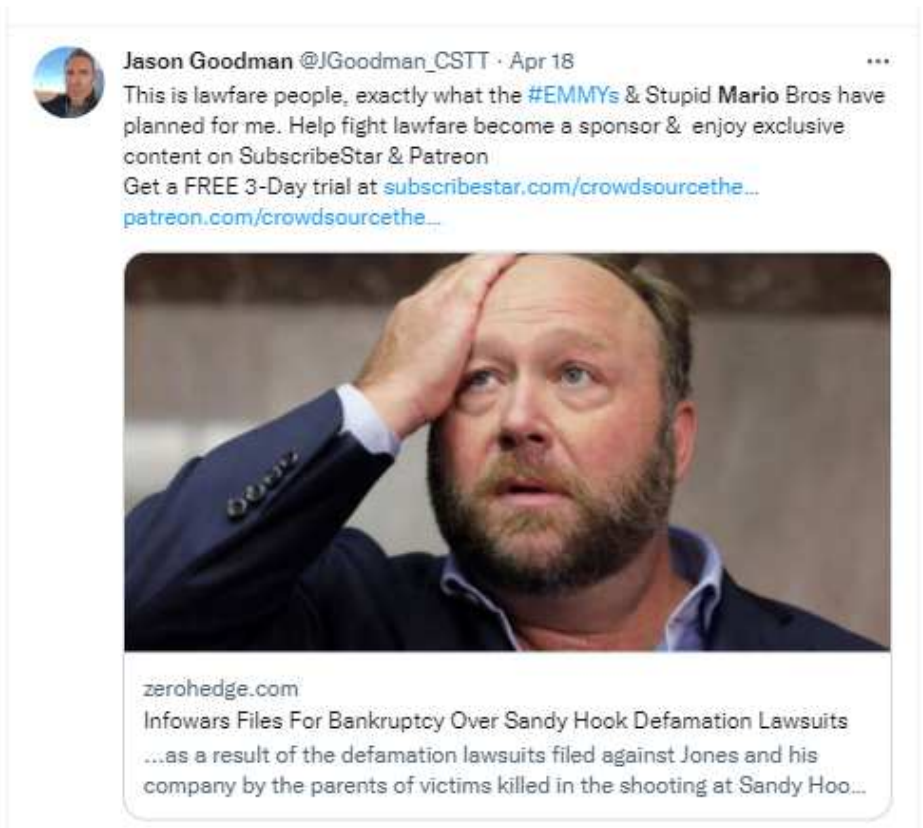 Jason Goodman @JGoodman_CSTT · Apr 18
This is lawfare people, exactly what the #EMMYs & Stupid Mario Bros have
planned for me. Help fight lawfare become a sponsor & enjoy exclusive
content on SubscribeStar & Patreon
Get a FREE 3-Day trial at subscribestar.com/crowdsourcethe...
patreon.com/crowdsourcethe...
zerohedge.com
Infowars Files For Bankruptcy Over Sandy Hook Defamation Lawsuits
...as a result of the defamation lawsuits filed against Jones and his
company by the parents of victims killed in the shooting at Sandy Hoo...